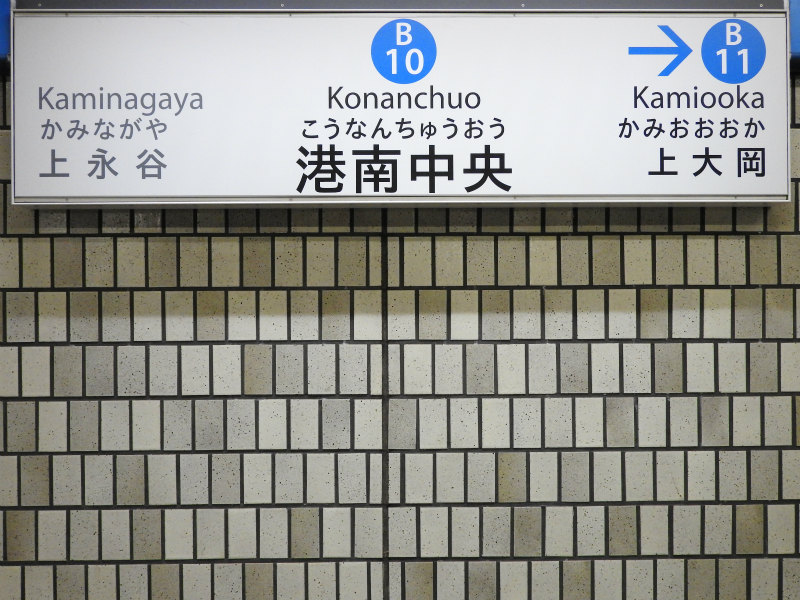 Kaminagaya
かみながや
上永谷
B
10
Konanchuo
こうなんちゅうおう
港南中央
→
B
11
Kamiooka
かみおおおか
上大岡